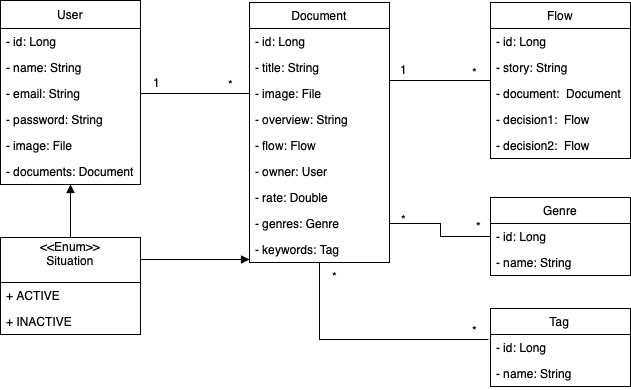 User
- id: Long
- name: String
- email: String
- password: String
- image: File
- documents: Document
1
*
Document
- id: Long
- title: String
- image: File
- overview: String
- flow: Flow
- owner: User
- rate: Double
- genres: Genre
- keywords: Tag
1
*
Flow
- id: Long
- story: String
- document:  Document
- decision1:  Flow
- decision2:  Flow
*
*
Genre
- id: Long
- name: String
<<Enum>>
Situation
+ ACTIVE
+ INACTIVE
*
*
Tag
- id: Long
- name: String